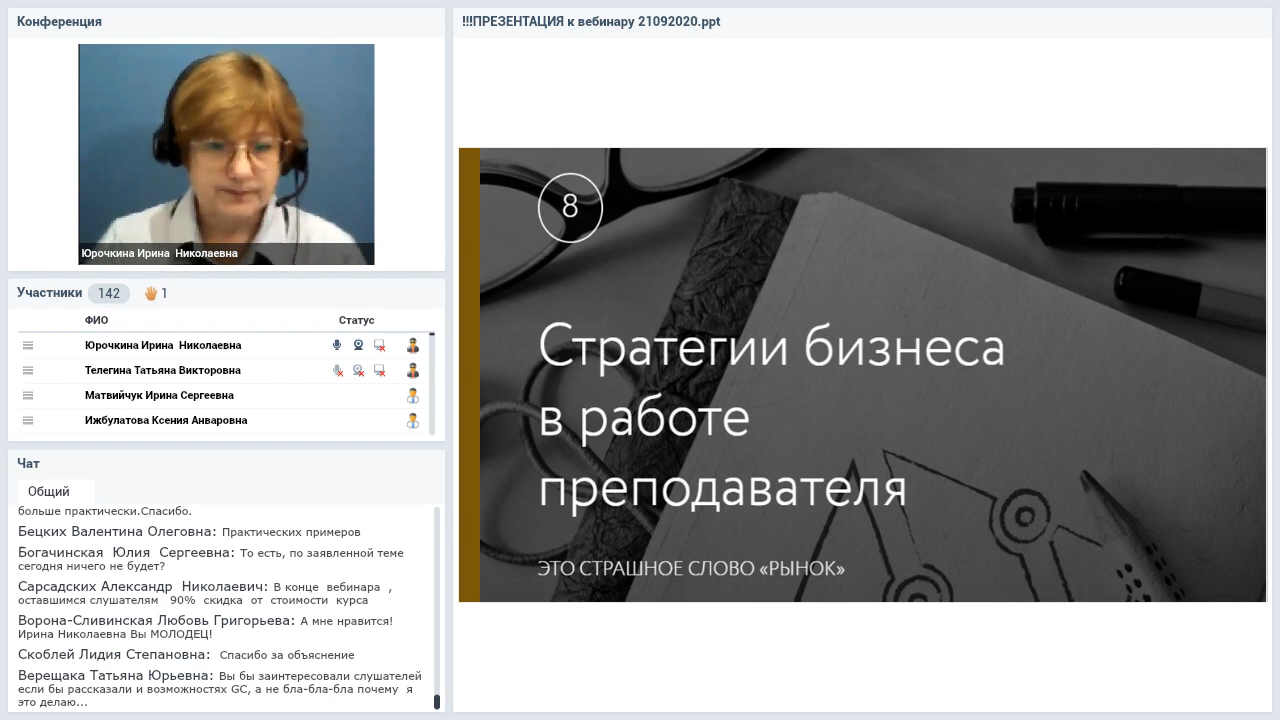 Конференция
Юрочкина Ирина  Николаевна
Участники 142 1
ФИО Статус
Юрочкина Ирина  Николаевна
Телегина Татьяна Викторовна
Матвийчук Ирина Сергеевна
Ижбулатова Ксения Анваровна
Чат
Общий
больше практически.Спасибо.
Бецких Валентина Олеговна: Практических примеров
Богачинская  Юлия  Сергеевна: То есть, по заявленной теме
сегодня ничего не будет?
Сарсадских Александр  Николаевич: В конце  вебинара  ,
оставшимся слушателям   90%  скидка  от  стоимости  курса
Ворона-Сливинская Любовь Григорьева: А мне нравится!
Ирина Николаевна Вы МОЛОДЕЦ!
Скоблей Лидия Степановна:  Спасибо за объяснение
Верещака Татьяна Юрьевна: Вы бы заинтересовали слушателей
если бы рассказали и возможностях GC, а не бла-бла-бла почему  я
это делаю...
!!!ПРЕЗЕНТАЦИЯ к вебинару 21092020.ppt
8
Стратегии бизнеса
в работе
преподавателя
ЭТО СТРАШНОЕ СЛОВО «РЫНОК»